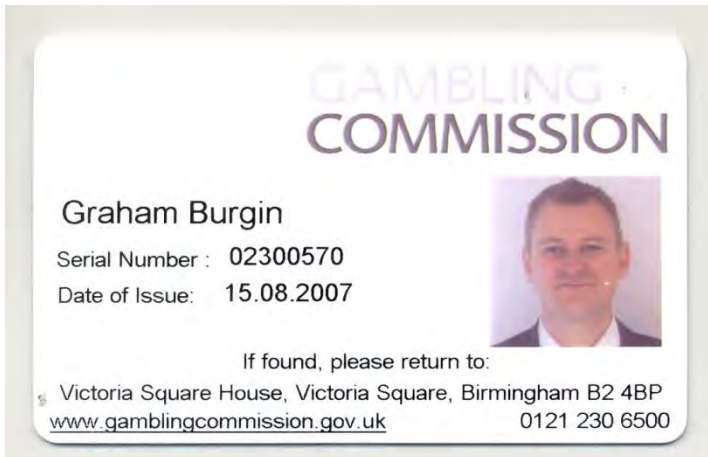 GAMBLING
COMMISSION
Graham Burgin
Serial Number : 02300570
Date of Issue: 15.08.2007
If found, please return to:
Victoria Square House, Victoria Square, Birmingham B2 4BP
www.gamblingcommission.gov.uk 0121 230 6500